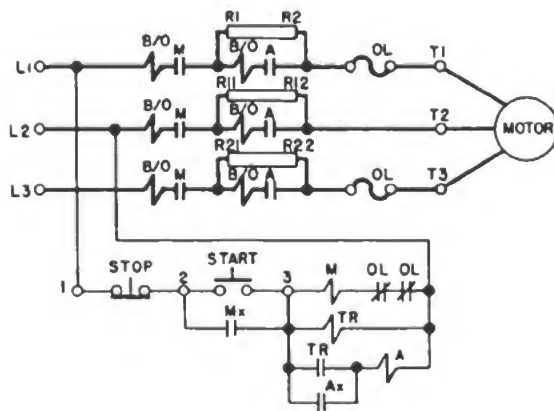 R1 R2
B/O M B/O A OL T1
L1
R11 R12
B/O M B/O A T2
L2 MOTOR
R21 R22
B/O M B/O A OL T3
L3
STOP START
1 2 3 M OL OL
Mx TR
TR A
Ax